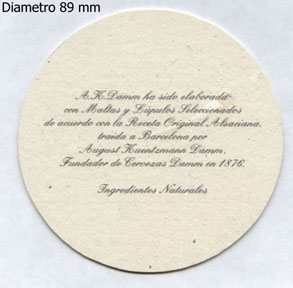 Diametro 89 mm
A.K. Damm ha sido elaborada
con Maltas y Lúpulos Seleccionados
de acuerdo con la Receta Original Alsaciana.
traida a Barcelona por
August Kuentzmann Damm,
Fundador de Cervezas Damm en 1876.
Ingredientes Naturales